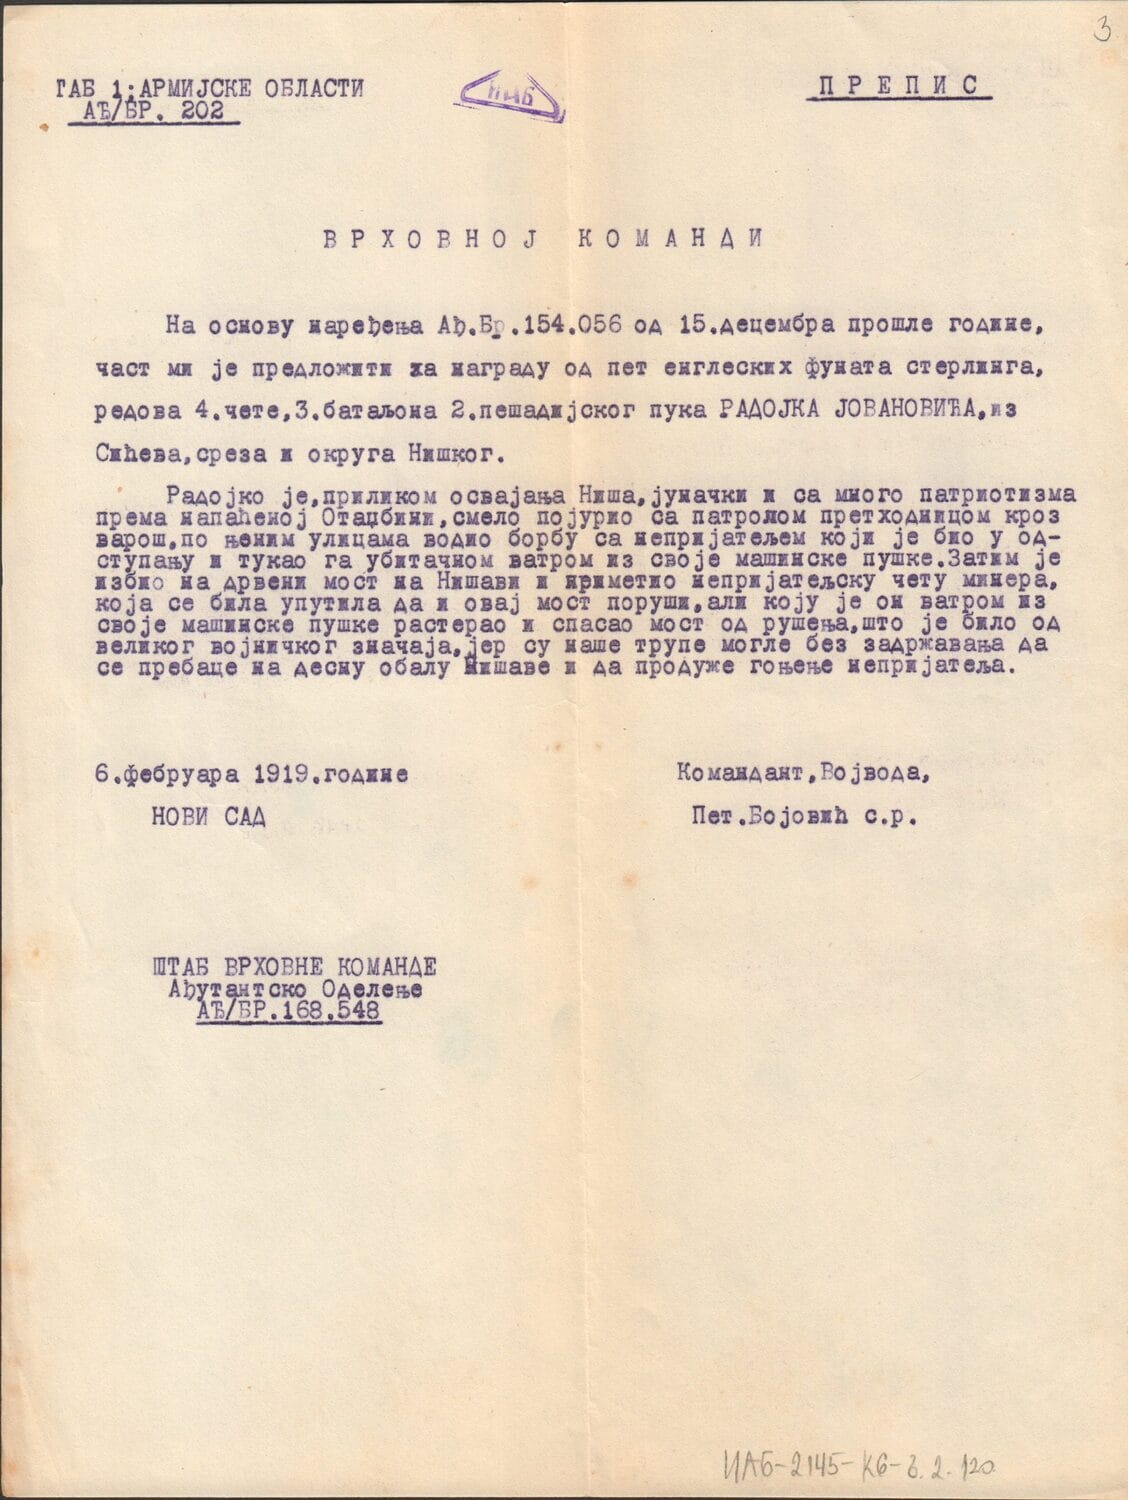 3
ГАБ 1:АРМИЈСКЕ ОБЛАСТИ
АЂ/БР. 202
ИАБ
ПРЕПИС
ВРХОВНОЈ КОМАНДИ
На основу наређења Ађ.Бр.154.056 од 15.децембра прошле године,
част ми је предложити за награду од пет енглеских фуната стерлинга,
редова 4.чете,3.батаљона 2.пешадијског пука РАДОЈКА ЈОВАНОВИЋА,из
Сићева,среза и округа Нишког.
Радојко је,приликом освајања Ниша,јуначки и са много патриотизма
према напаћеној Отаџбини,смело појурио са патролом претходницом кроз
варош,по њеним улицама водио борбу са непријатељем који је био у од-
ступању и тукао га убитачном ватром из своје машинске пушке.Затим је
избио на дрвени мост на Нишави и приметио непријатељску чету минера,
која се била упутила да и овај мост поруши,али коју је он ватром из
своје машинске пушке растерао и спасао мост од рушења,што је било од
великог војничког значаја,јер су наше трупе могле без задржавања да
се пребаце на десну обалу Нишаве и да продуже гоњење непријатеља.
6.фебруара 1919.године
Командант,Војвода,
НОВИ САД
Пет.Бојовић с.р.
ШТАБ ВРХОВНЕ КОМАНДЕ
Ађутантско Оделење
АЂ/БР.168.548
ИАБ-2145-К6-3.2.120